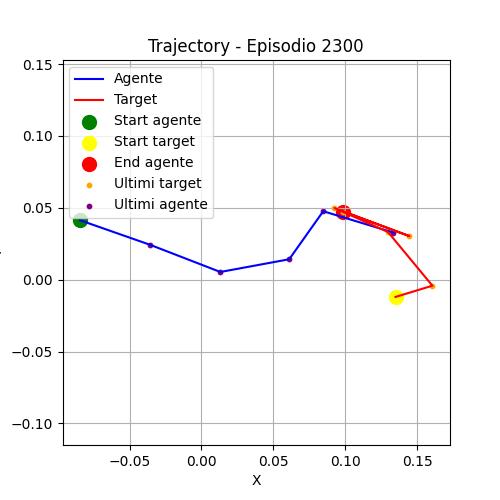 Trajectory - Episodio 2300
0.15
0.10
0.05
0.00
−0.05
−0.10
Agente
Target
Start agente
Start target
End agente
Ultimi target
Ultimi agente
−0.05
0.00
0.05
0.10
0.15
X